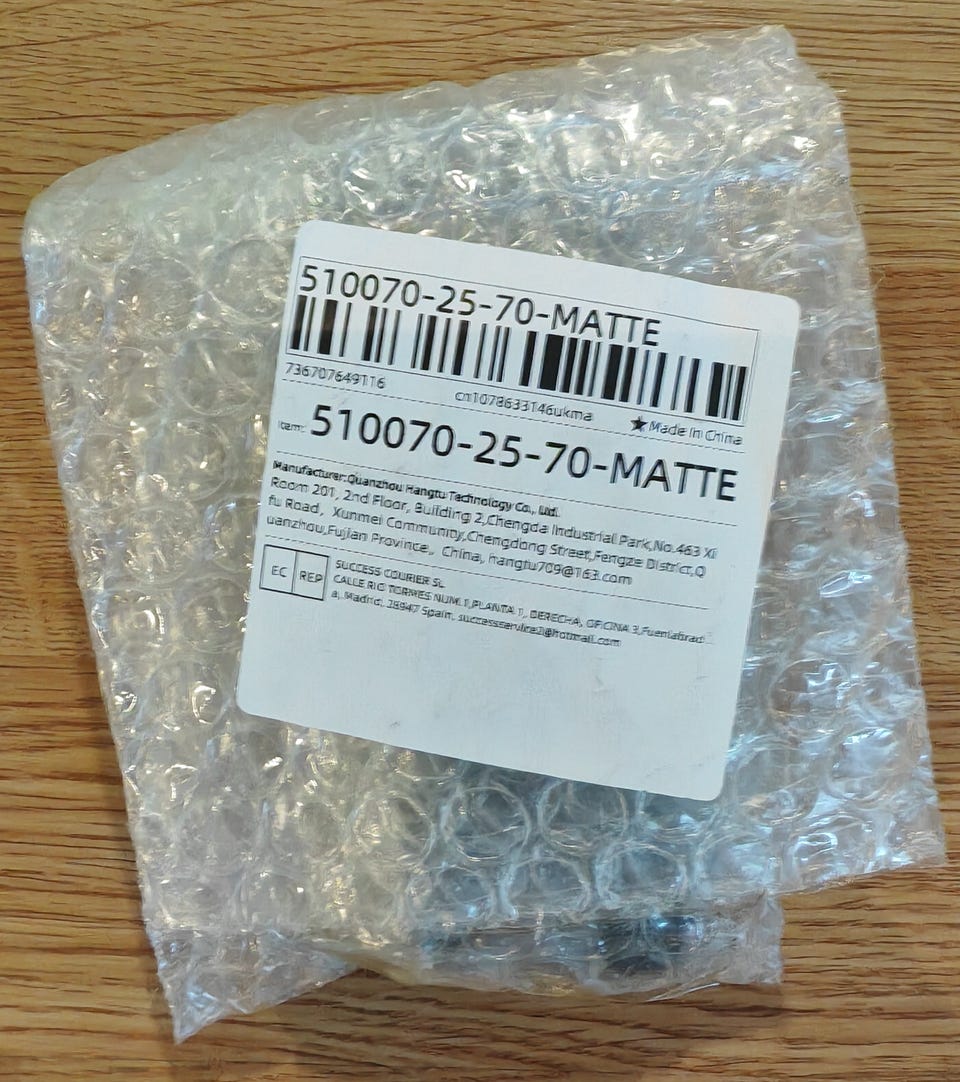 510070-25-70-MATTE
736707649116
cn1078633146ukma
★Made in China
Item: 510070-25-70-MATTE
Manufacturer:Quanzhou Hangtu Technology Co., Ltd.
Room 201, 2nd Floor, Building 2,Chengda Industrial Park,No.463 Xi
fu Road, Xunmei Community,Chengdong Street,Fengze District,Q
uanzhou,Fujian Province, China, hangtu709@163.com
EC REP
SUCCESS COURIER SL
CALLE RIO TORMES NUM.1,PLANTA 1, DERECHA, OFICINA 3,Fuenlabrad
a, Madrid, 28947 Spain, successservice2@hotmail.com